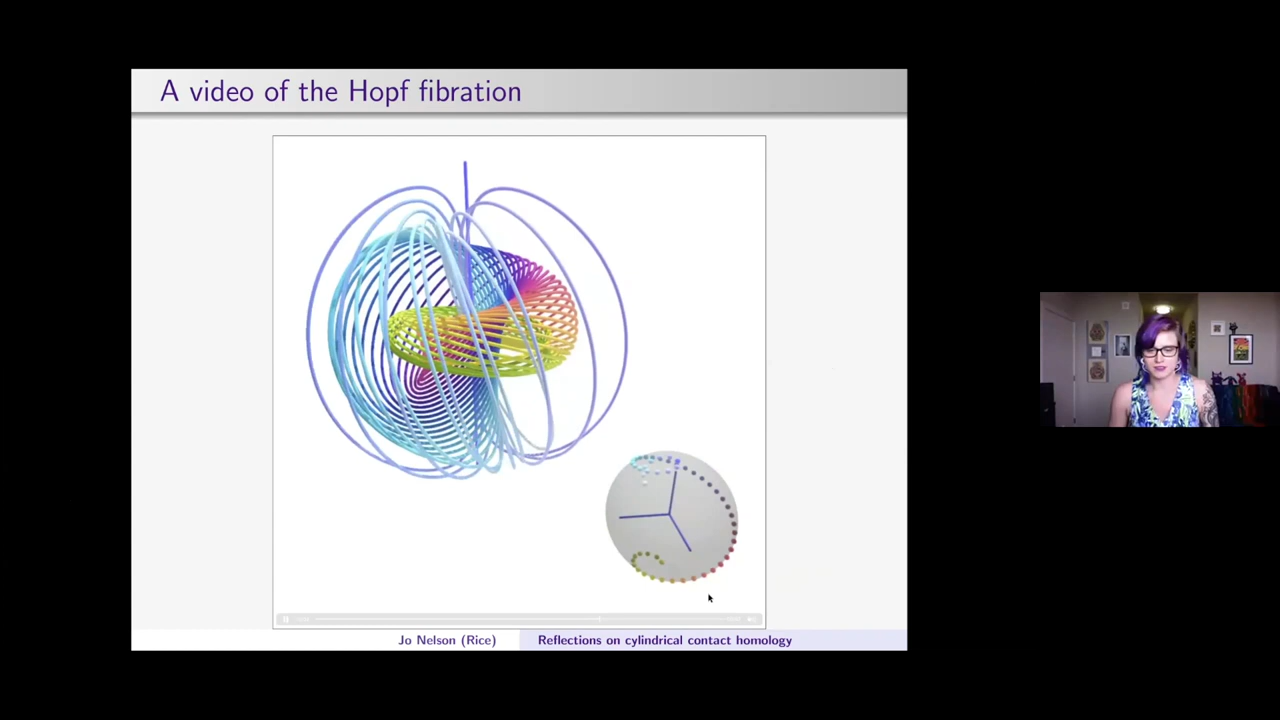 A video of the Hopf fibration
Jo Nelson (Rice)
Reflections on cylindrical contact homology